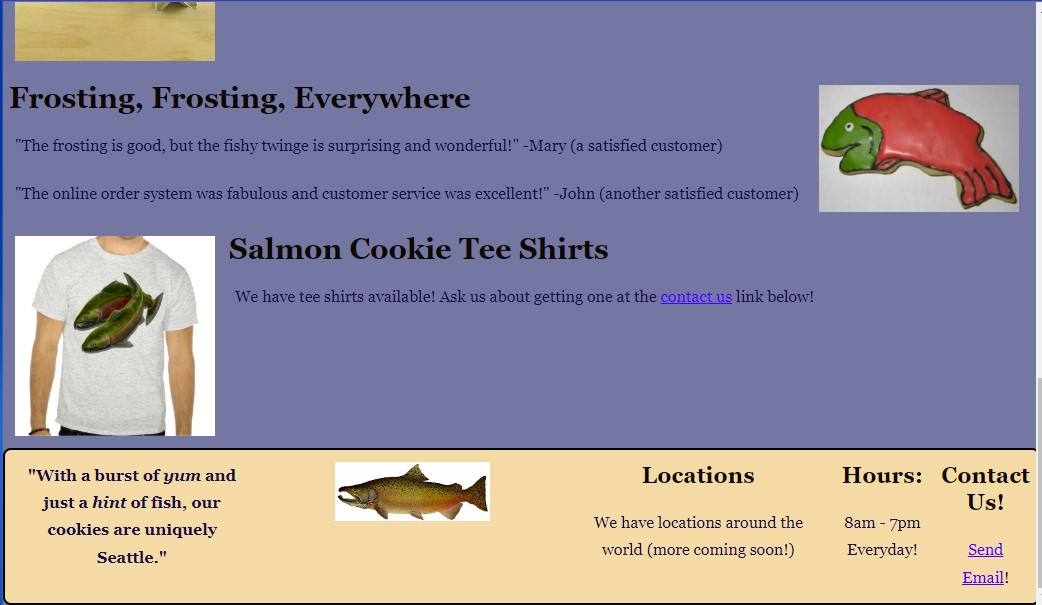 Frosting, Frosting, Everywhere
"The frosting is good, but the fishy twinge is surprising and wonderful!" -Mary (a satisfied customer)
"The online order system was fabulous and customer service was excellent!" -John (another satisfied customer)
Salmon Cookie Tee Shirts
We have tee shirts available! Ask us about getting one at the contact us link below!
"With a burst of yum and
just a hint of fish, our
cookies are uniquely
Seattle."
Locations
We have locations around the
world (more coming soon!)
Hours:
8am - 7pm
Everyday!
Contact
Us!
Send
Email!